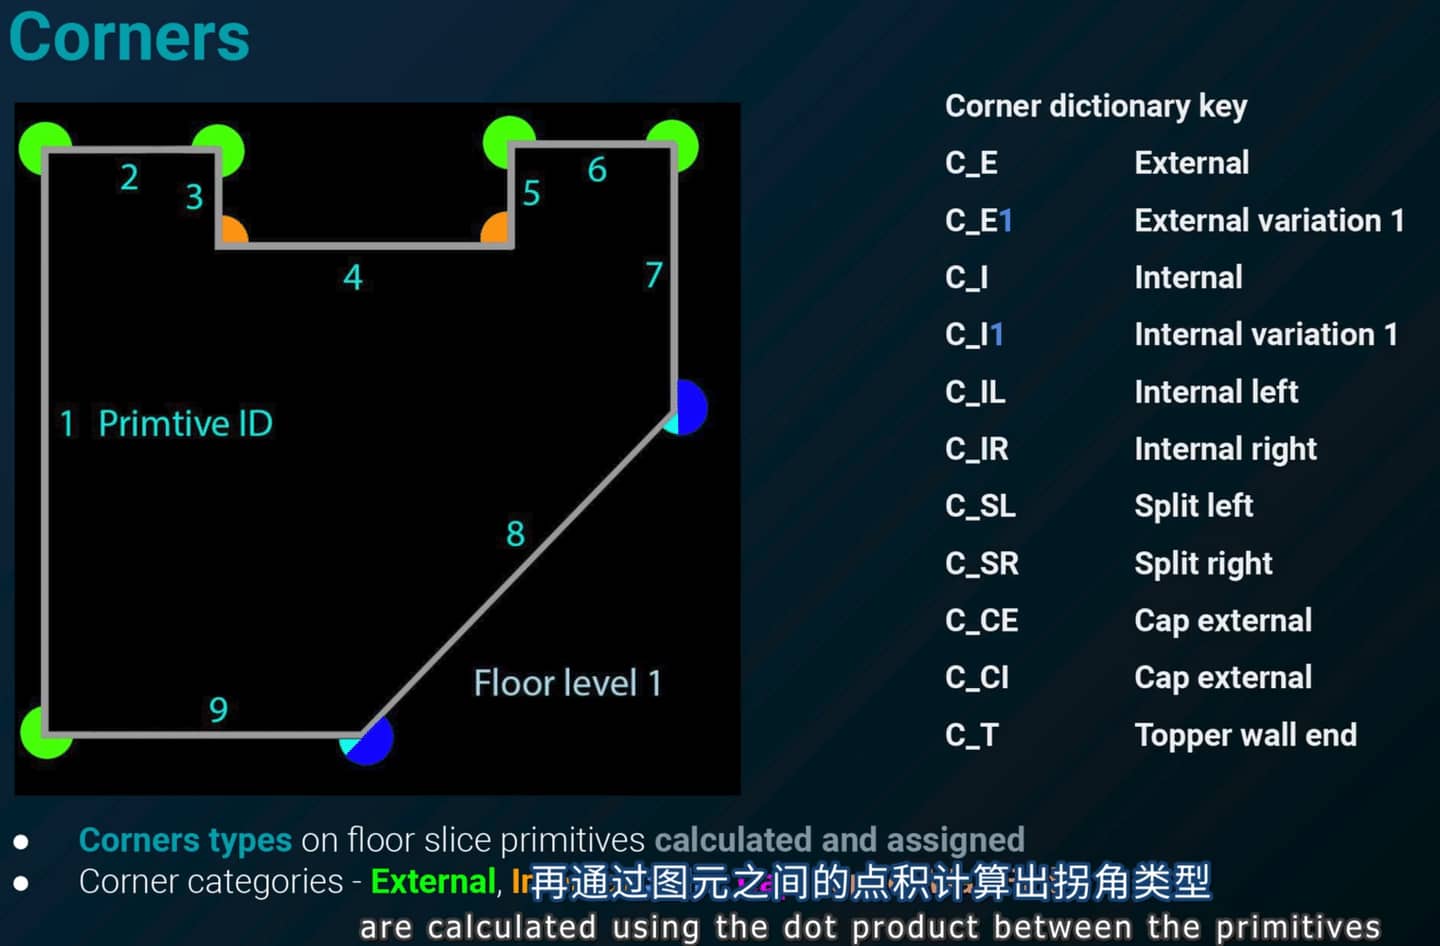 Corners
2
3
5
6
4
7
1 Primtive ID
8
9
Floor level 1
Corner dictionary key
C_E External
C_E1 External variation 1
C_I Internal
C_I1 Internal variation 1
C_IL Internal left
C_IR Internal right
C_SL Split left
C_SR Split right
C_CE Cap external
C_CI Cap external
C_T Topper wall end
● Corners types on floor slice primitives calculated and assigned
● Corner categories - External,
再通过图元之间的点积计算出拐角类型
are calculated using the dot product between the primitives